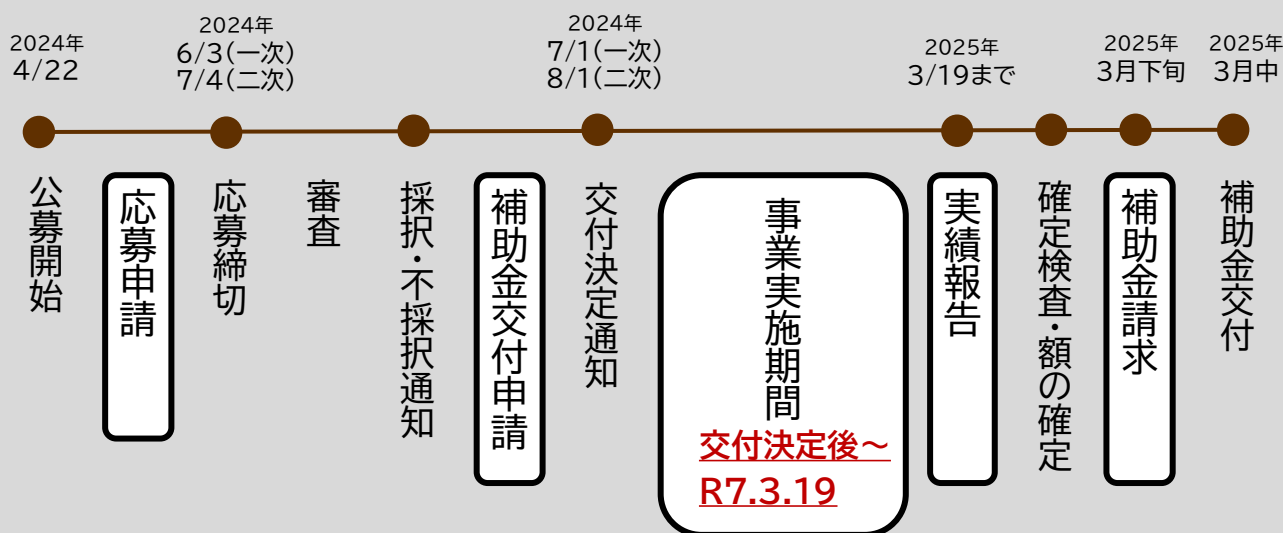 2024年
4/22
2024年
6/3(一次)
7/4(二次)
2024年
7/1(一次)
8/1(二次)
2025年
3/19まで
2025年
3月下旬
2025年
3月中
公募開始
応募申請
応募締切
審査
採択・不採択通知
補助金交付申請
交付決定通知
事業実施期間
交付決定後～
R7.3.19
実績報告
確定検査・額の確定
補助金請求
補助金交付